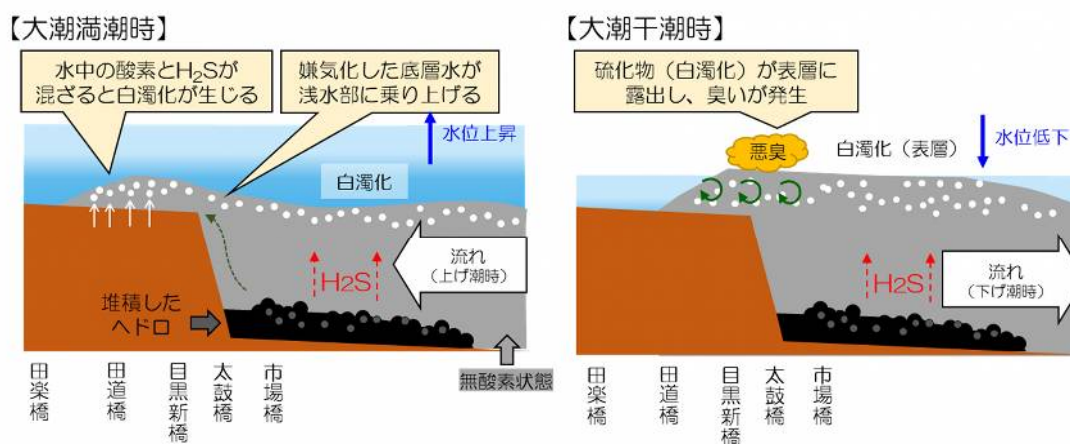 【大潮満潮時】
水中の酸素とH₂Sが
混ざると白濁化が生じる
嫌気化した底層水が
浅水部に乗り上げる
水位上昇
白濁化
流れ
(上げ潮時)
H2S
堆積した
ヘドロ
無酸素状態
田楽橋
田道橋
目黒新橋
太鼓橋
市場橋
【大潮干潮時】
硫化物(白濁化)が表層に
露出し、臭いが発生
悪臭
白濁化(表層)
水位低下
H2S
流れ
(下げ潮時)
田楽橋
田道橋
目黒新橋
太鼓橋
市場橋